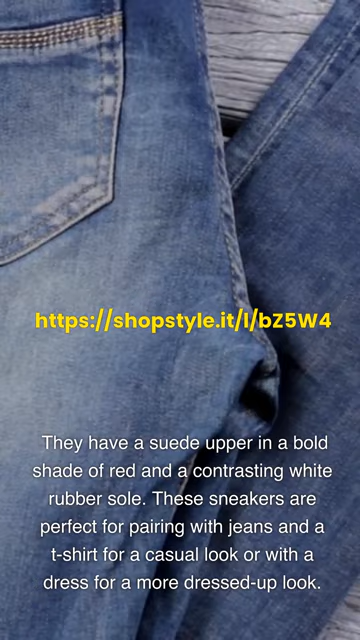 https://shopstyle.it/l/bZ5W4
They have a suede upper in a bold
shade of red and a contrasting white
rubber sole. These sneakers are
perfect for pairing with jeans and a
t-shirt for a casual look or with a
dress for a more dressed-up look.